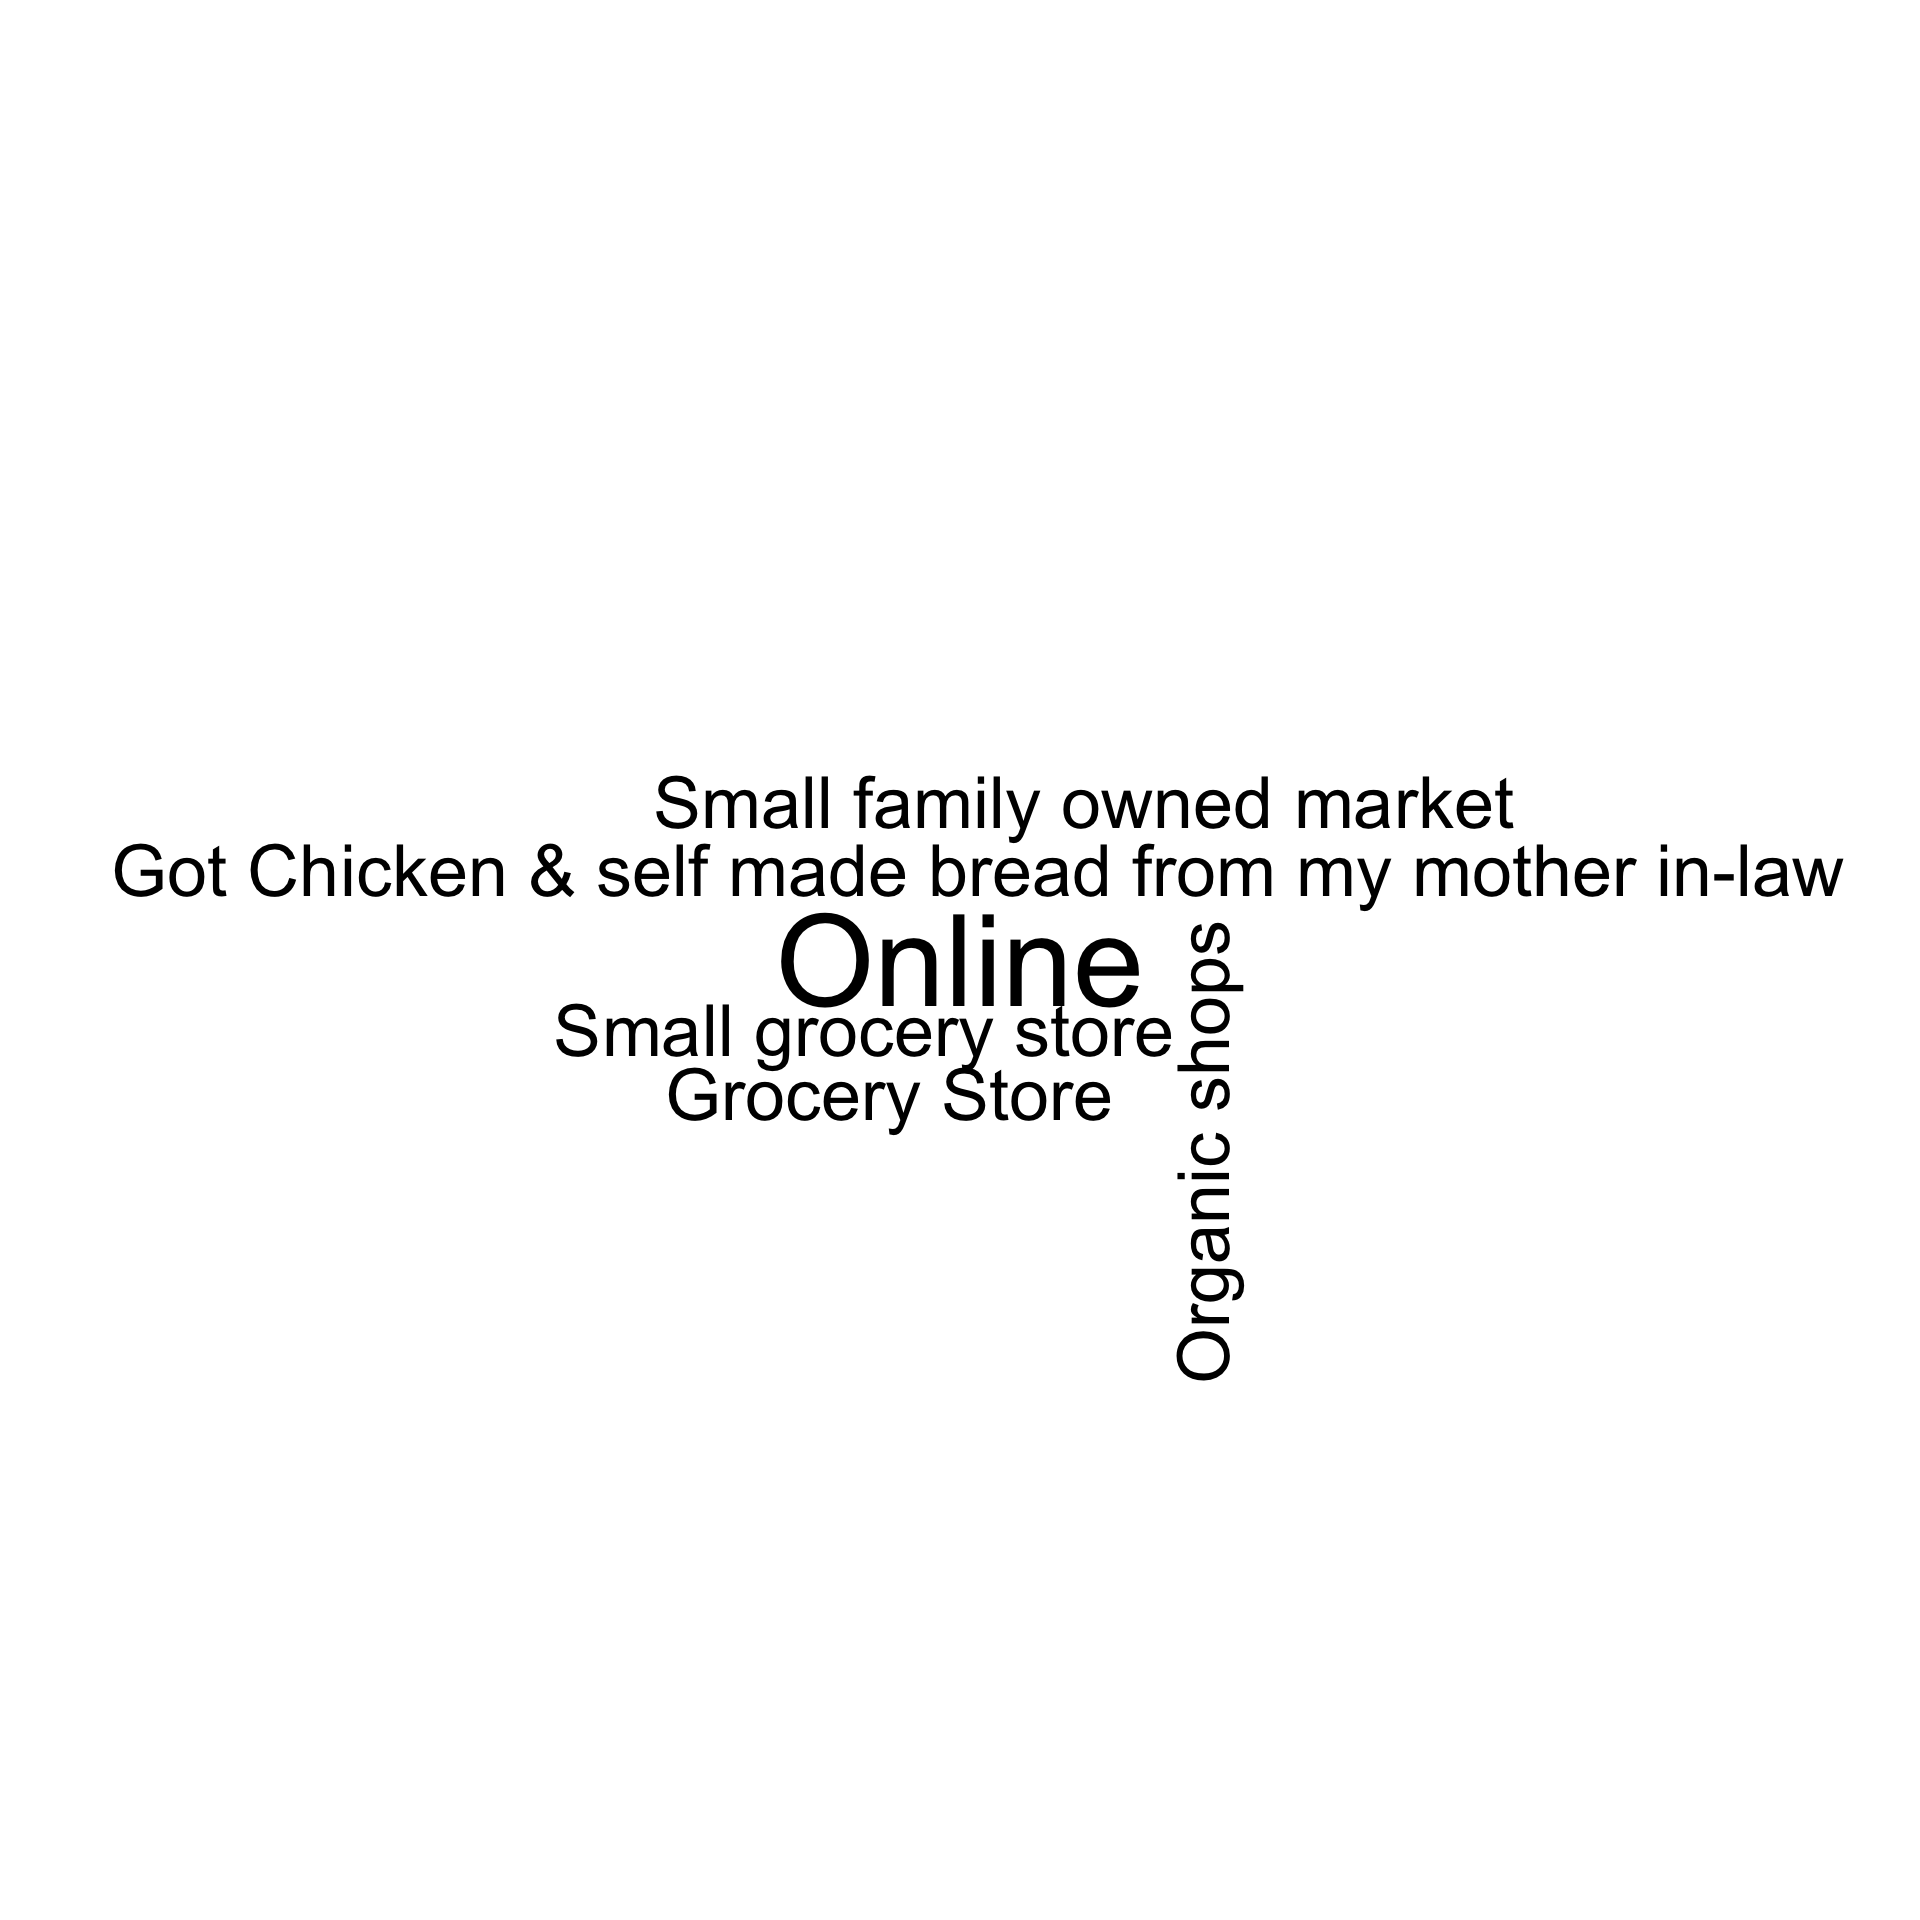 Small family owned market
Got Chicken & self made bread from my mother in-law
Online
Small grocery store
Grocery Store
Organic shops